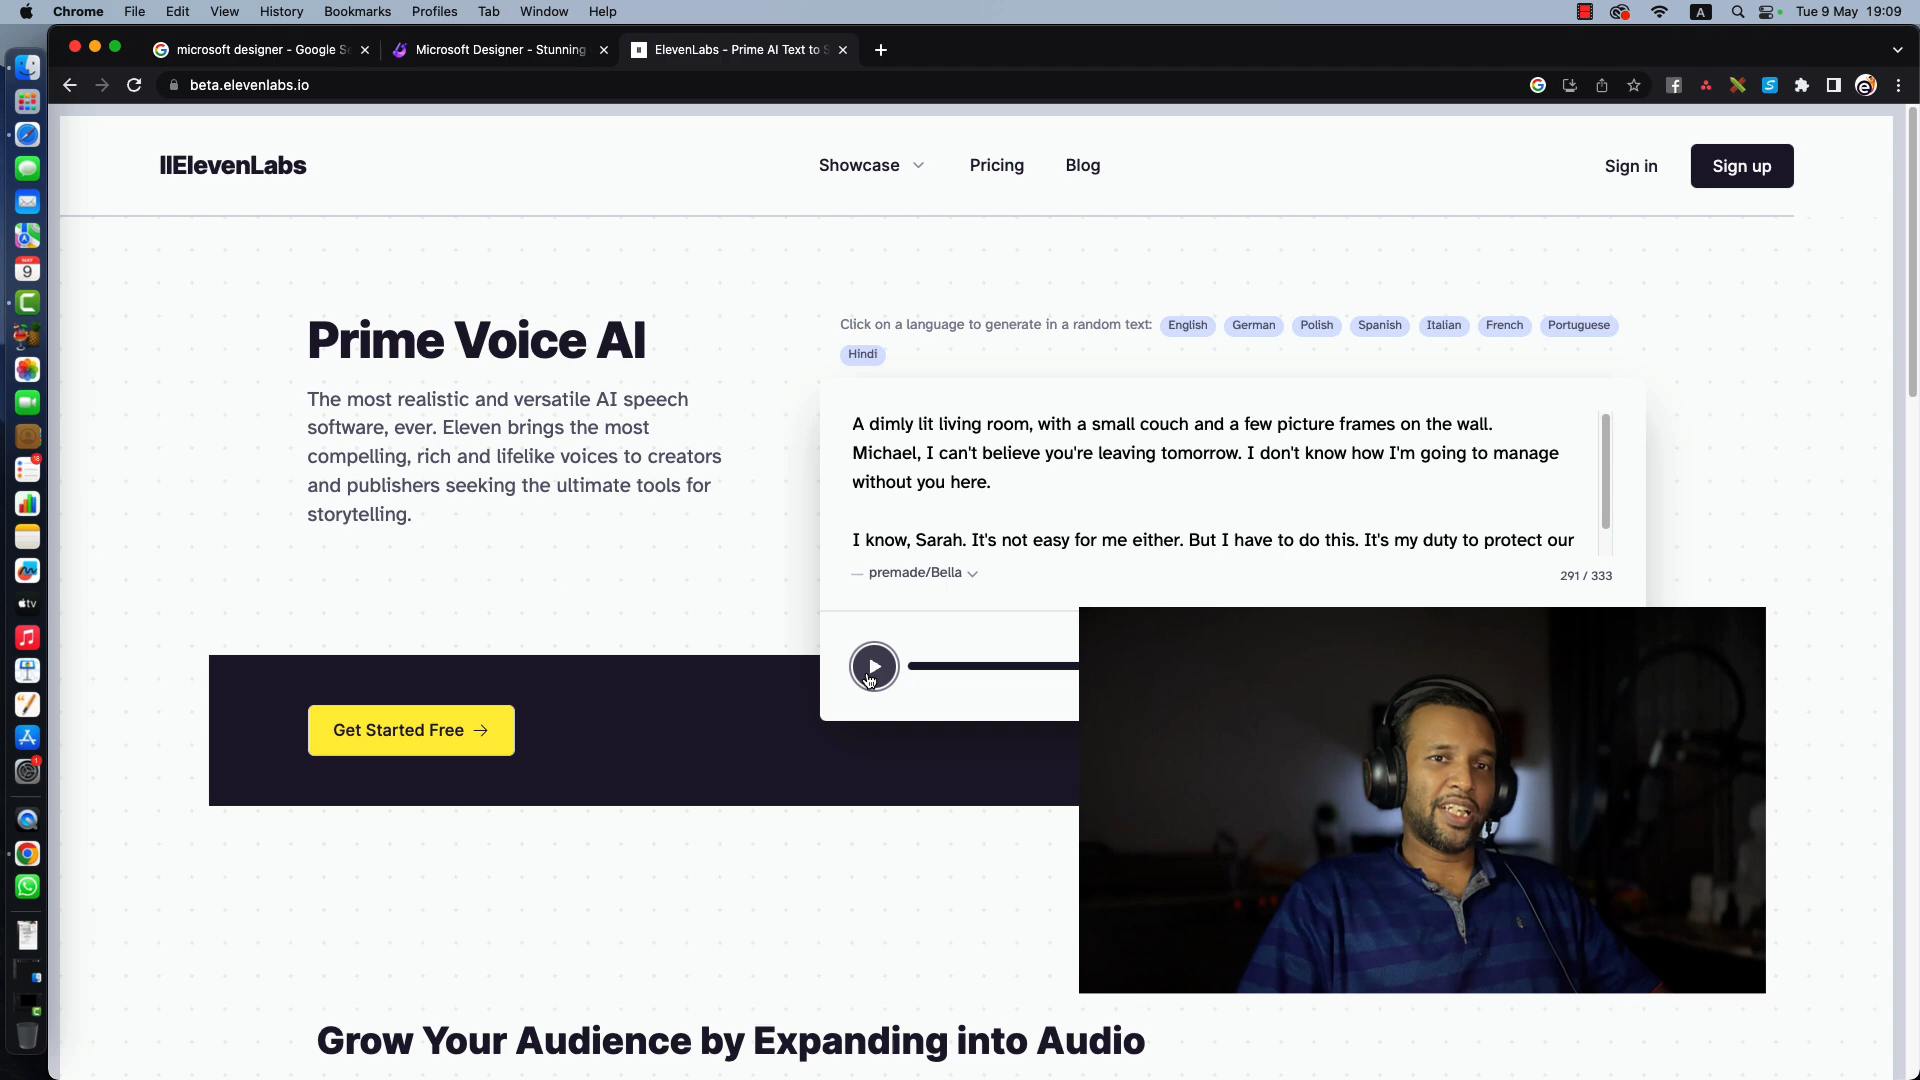 Chrome File Edit View History Bookmarks Profiles Tab Window Help
A
Tue 9 May 19:09
microsoft designer - Google Se
Microsoft Designer - Stunning
ElevenLabs - Prime AI Text to S
beta.elevenlabs.io
IIElevenLabs
Showcase
Pricing
Blog
Sign in
Sign up
Prime Voice AI
The most realistic and versatile AI speech
software, ever. Eleven brings the most
compelling, rich and lifelike voices to creators
and publishers seeking the ultimate tools for
storytelling.
Get Started Free →
Click on a language to generate in a random text: English German Polish Spanish Italian French Portuguese
Hindi
A dimly lit living room, with a small couch and a few picture frames on the wall.
Michael, I can't believe you're leaving tomorrow. I don't know how I'm going to manage
without you here.
I know, Sarah. It's not easy for me either. But I have to do this. It's my duty to protect our
— premade/Bella
291 / 333
Grow Your Audience by Expanding into Audio